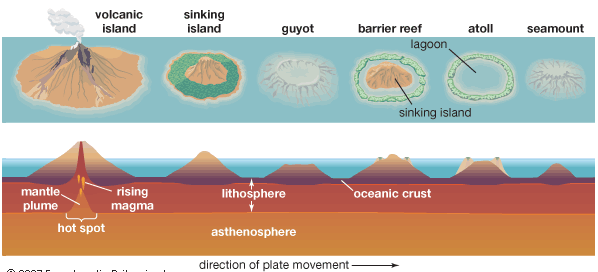 volcanic
island
sinking
island
guyot
barrier reef
atoll
seamount
lagoon
sinking island
mantle
plume
rising
magma
lithosphere
oceanic crust
hot spot
asthenosphere
direction of plate movement